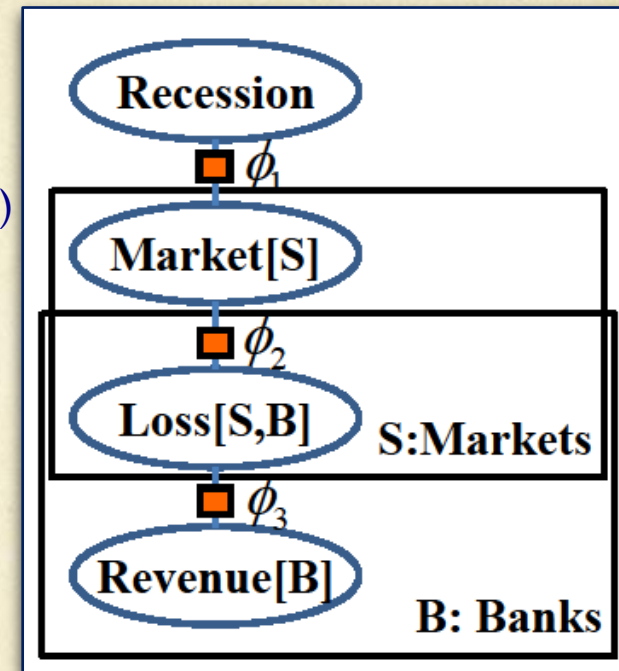 Recession
ϕ₁
)
Market[S]
ϕ₂
Loss[S,B]
S:Markets
ϕ₃
Revenue[B]
B: Banks